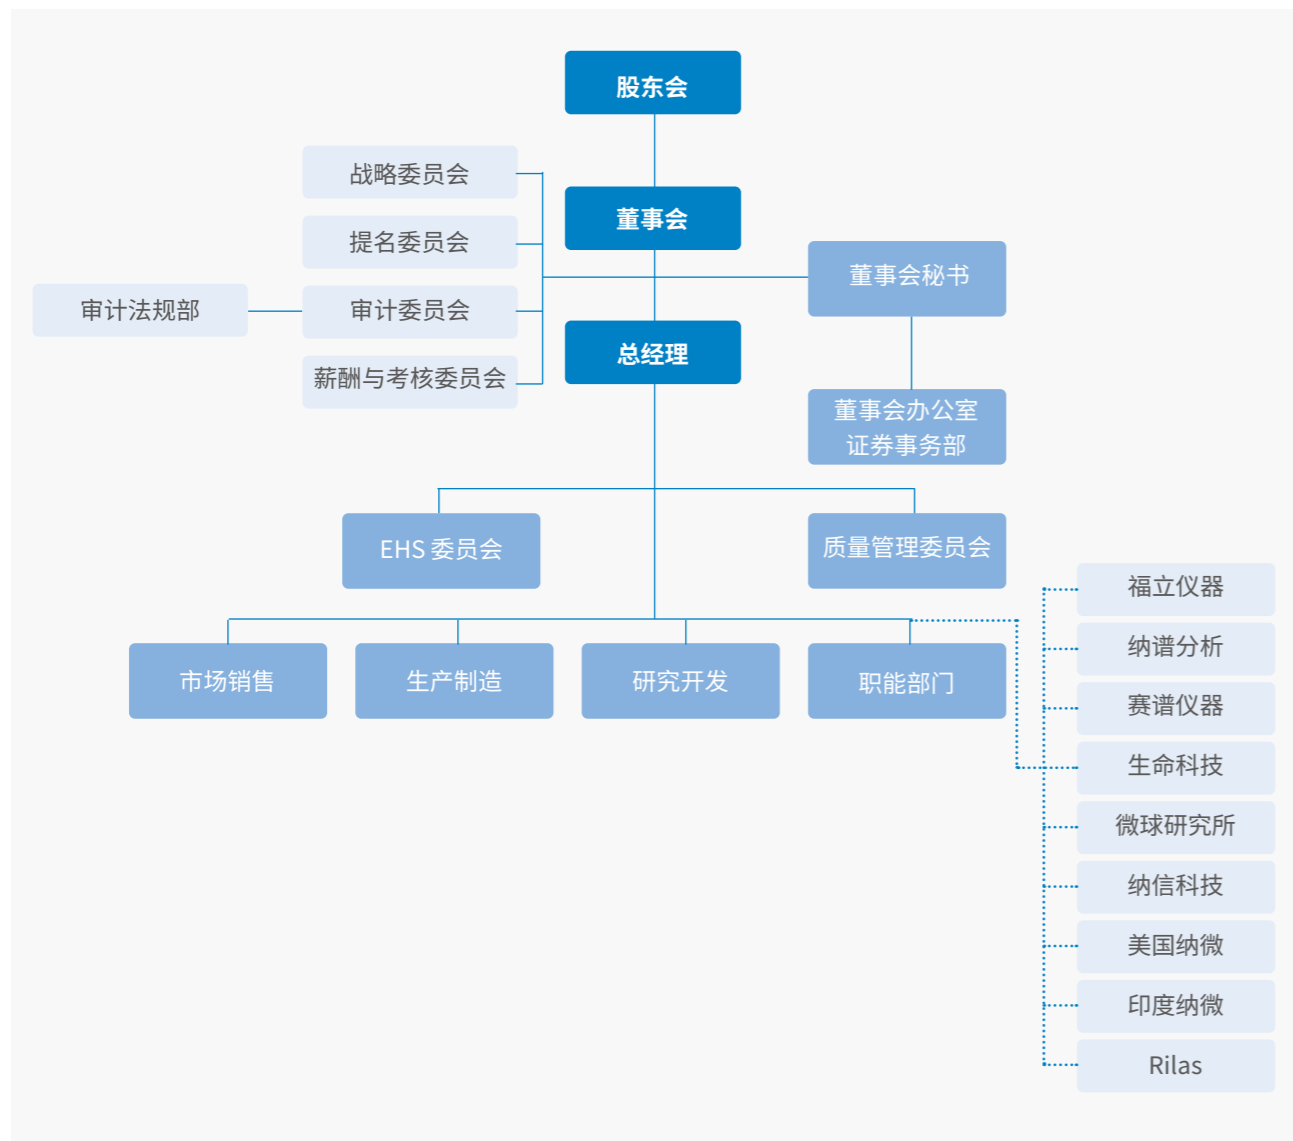 股东会
战略委员会
董事会
提名委员会
董事会秘书
审计法规部
审计委员会
总经理
薪酬与考核委员会
董事会办公室
证券事务部
EHS 委员会
质量管理委员会
市场销售
生产制造
研究开发
职能部门
福立仪器
纳谱分析
赛谱仪器
生命科技
微球研究所
纳信科技
美国纳微
印度纳微
Rilas